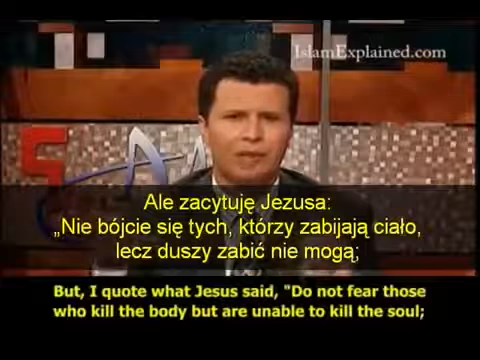 IslamExplained.com
Ale zacytuję Jezusa:
„Nie bójcie się tych, którzy zabijają ciało,
lecz duszy zabić nie mogą;
But, I quote what Jesus said, "Do not fear those
who kill the body but are unable to kill the soul;